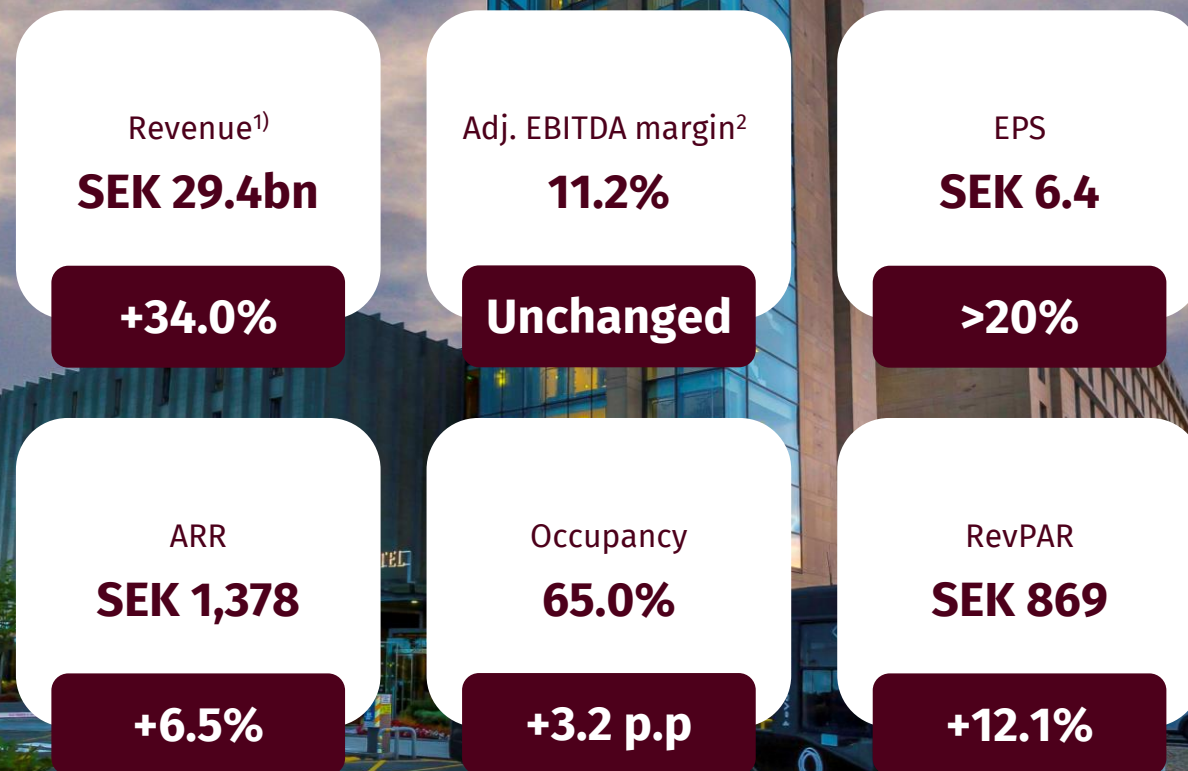 Revenue1)
SEK 29.4bn
+34.0%
Adj. EBITDA margin2
11.2%
Unchanged
EPS
SEK 6.4
>20%
ARR
SEK 1,378
+6.5%
Occupancy
65.0%
+3.2 p.p
RevPAR
SEK 869
+12.1%